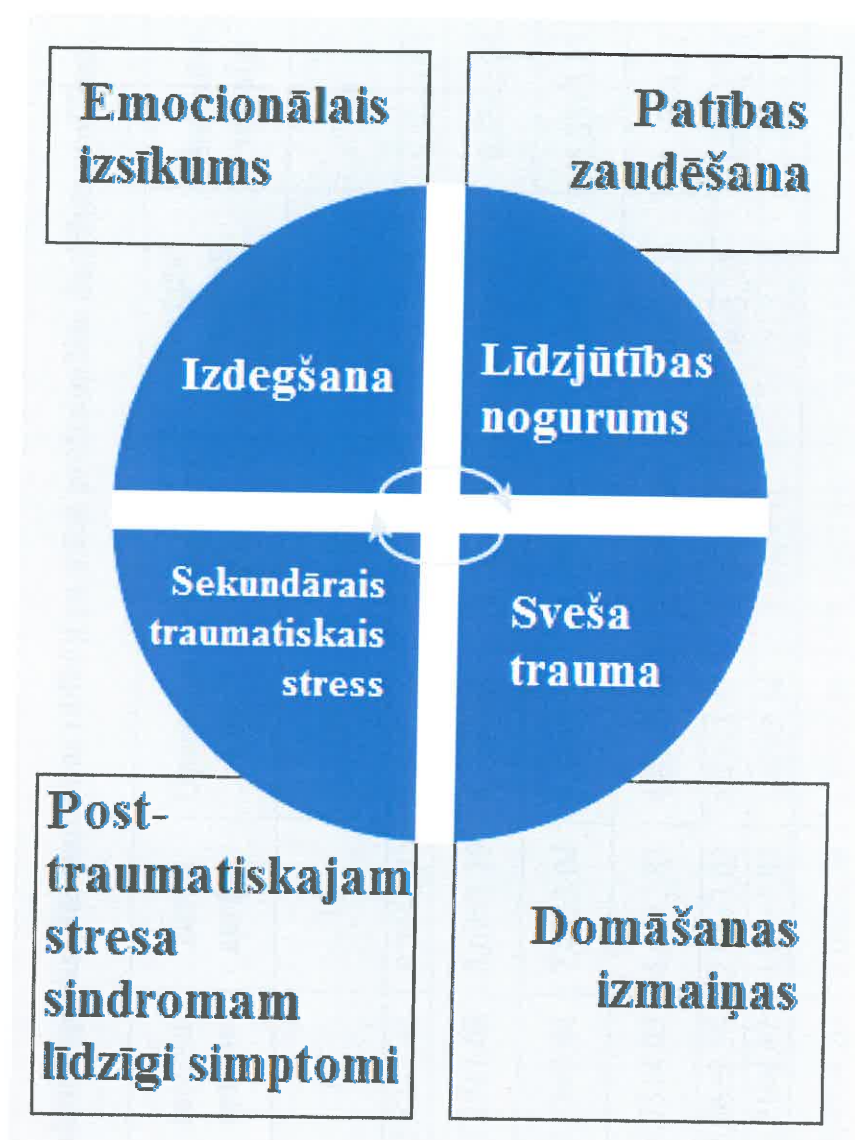 Emocionālais
izsīkums
Patības
zaudēšana
Izdegšana
Līdzjūtības
nogurums
Sekundārais
traumatiskais
stress
Sveša
trauma
Post-
traumatiskajam
stresa
sindromam
līdzīgi simptomi
Domāšanas
izmaiņas